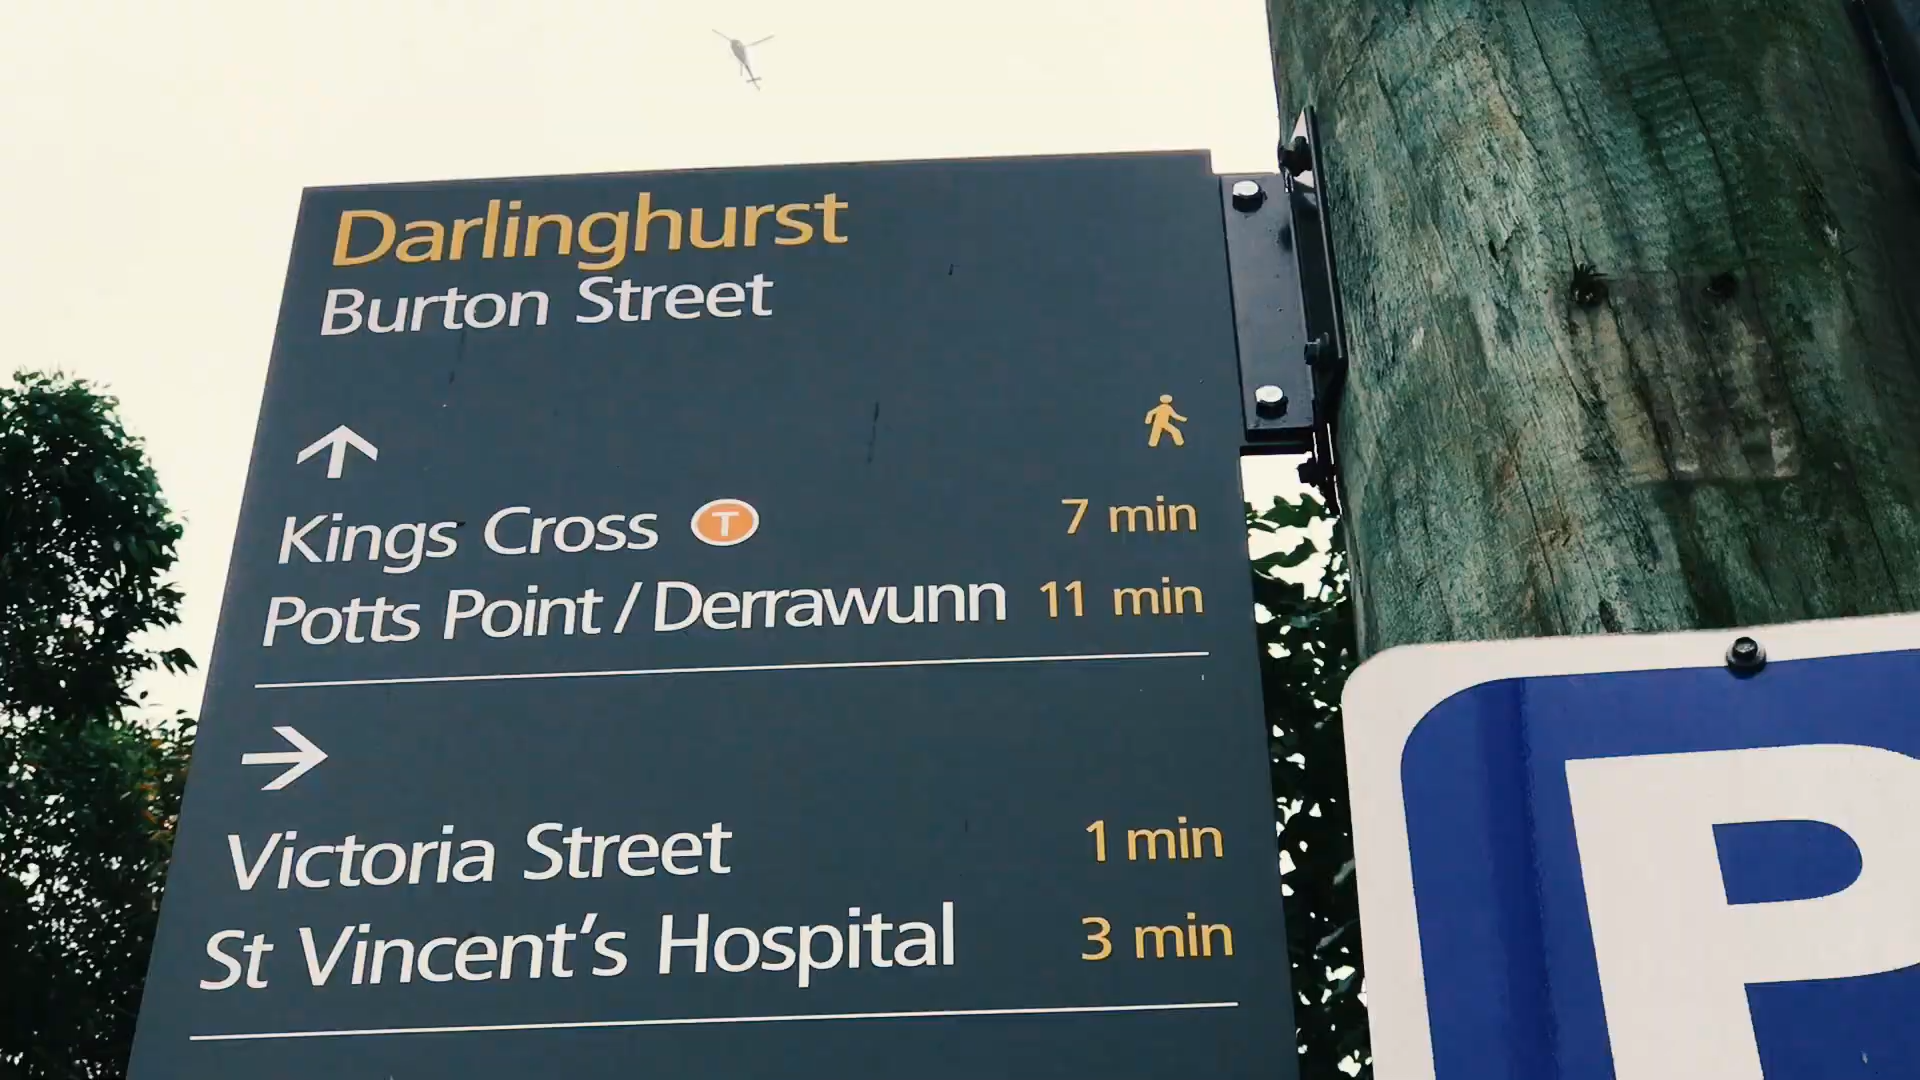 Darlinghurst
Burton Street
Kings Cross T 7 min
Potts Point / Derrawunn 11 min
Victoria Street 1 min
St Vincent's Hospital 3 min
P